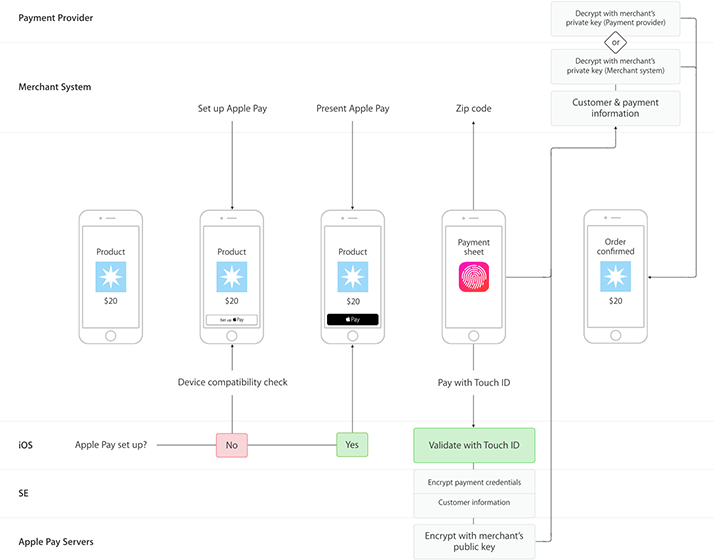 Payment Provider
Decrypt with merchant's
private key (Payment provider)
or
Decrypt with merchant's
private key (Merchant system)
Merchant System
Customer & payment
information
Set up Apple Pay
Present Apple Pay
Zip code
Product
$20
Product
$20
Set up Pay
Product
$20
Pay
Payment
sheet
Order
confirmed
$20
Device compatibility check
Pay with Touch ID
iOS
Apple Pay set up?
No
Yes
Validate with Touch ID
SE
Encrypt payment credentials
Customer information
Apple Pay Servers
Encrypt with merchant's
public key